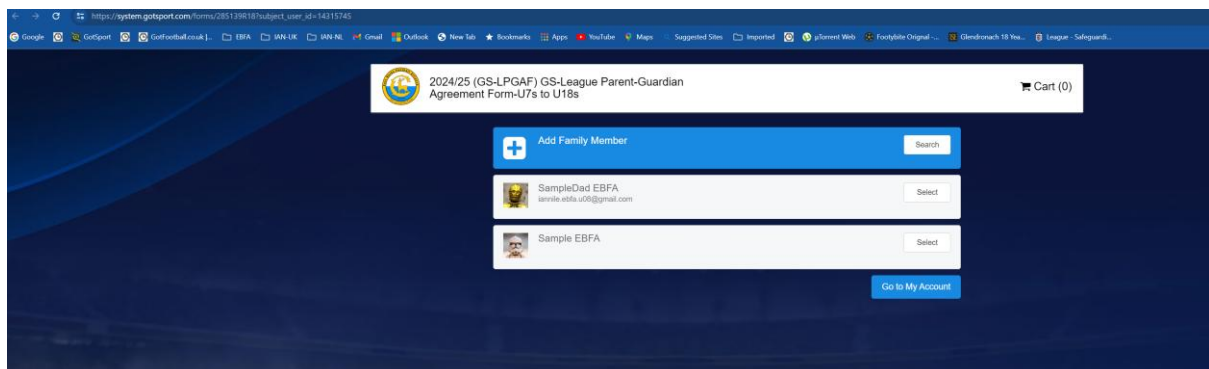 https://system.gotsport.com/forms/285139R18?subject_user_id=14315745
Google GotSport GotFootball.co.uk |... EBFA IAN-UK IAN-NL Gmail Outlook New Tab Bookmarks Apps YouTube Maps Suggested Sites Imported µTorrent Web Footybite Orignal -... Glendronach 18 Yea... League - Safeguardi...
2024/25 (GS-LPGAF) GS-League Parent-Guardian
Agreement Form-U7s to U18s
Cart (0)
Add Family Member
Search
SampleDad EBFA
iannile.ebfa.u08@gmail.com
Select
Sample EBFA
Select
Go to My Account